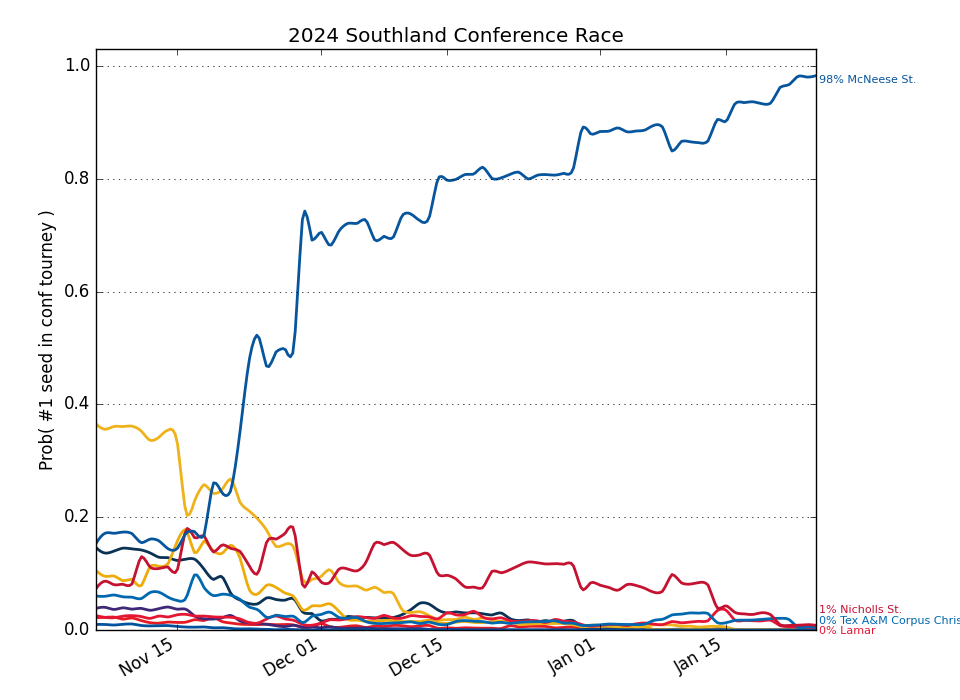 2024 Southland Conference Race
Prob( #1 seed in conf tourney )
1.0
0.8
0.6
0.4
0.2
0.0
Nov 15
Dec 01
Dec 15
Jan 01
Jan 15
98% McNeese St.
1% Nicholls St.
0% Tex A&M Corpus Chris
0% Lamar